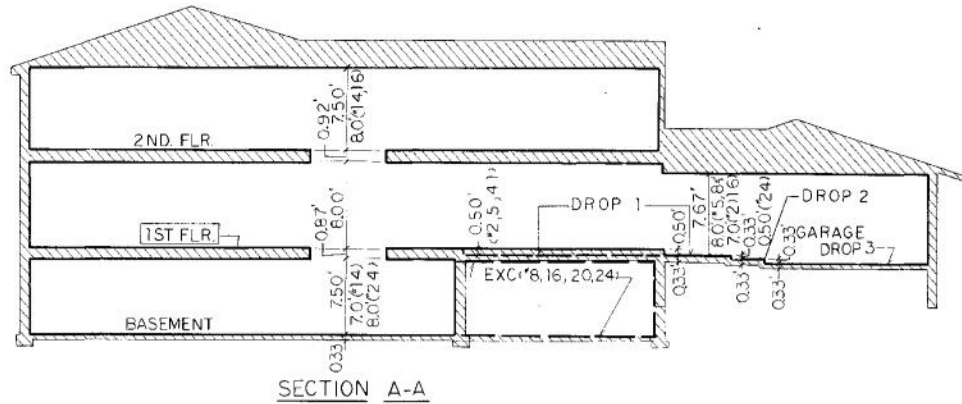 0.92'
7.50'
8.0'(#14,16)
2ND. FLR.
0.87'
8.00'
1ST FLR.
0.50'
(#2,5,4)
DROP 1
0.50'
7.67'
0.33'
DROP 2
0.50'(#24)
0.33'
GARAGE
DROP 3
EXC(#8,16,20,24)
0.33'
0.33'
0.33'
7.50'
7.0'(#14)
8.0'(24)
BASEMENT
0.33'
SECTION A-A